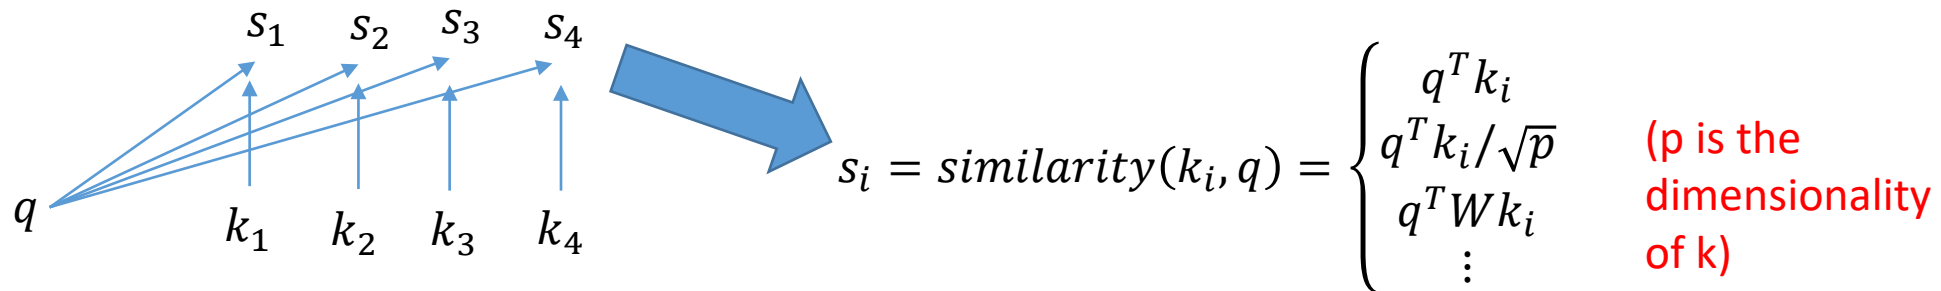 s₁ s₂ s₃ s₄
q
k₁ k₂ k₃ k₄
sᵢ = similarity(kᵢ, q) =
qᵀkᵢ
qᵀkᵢ/√p
qᵀWkᵢ
⋮
(p is the
dimensionality
of k)